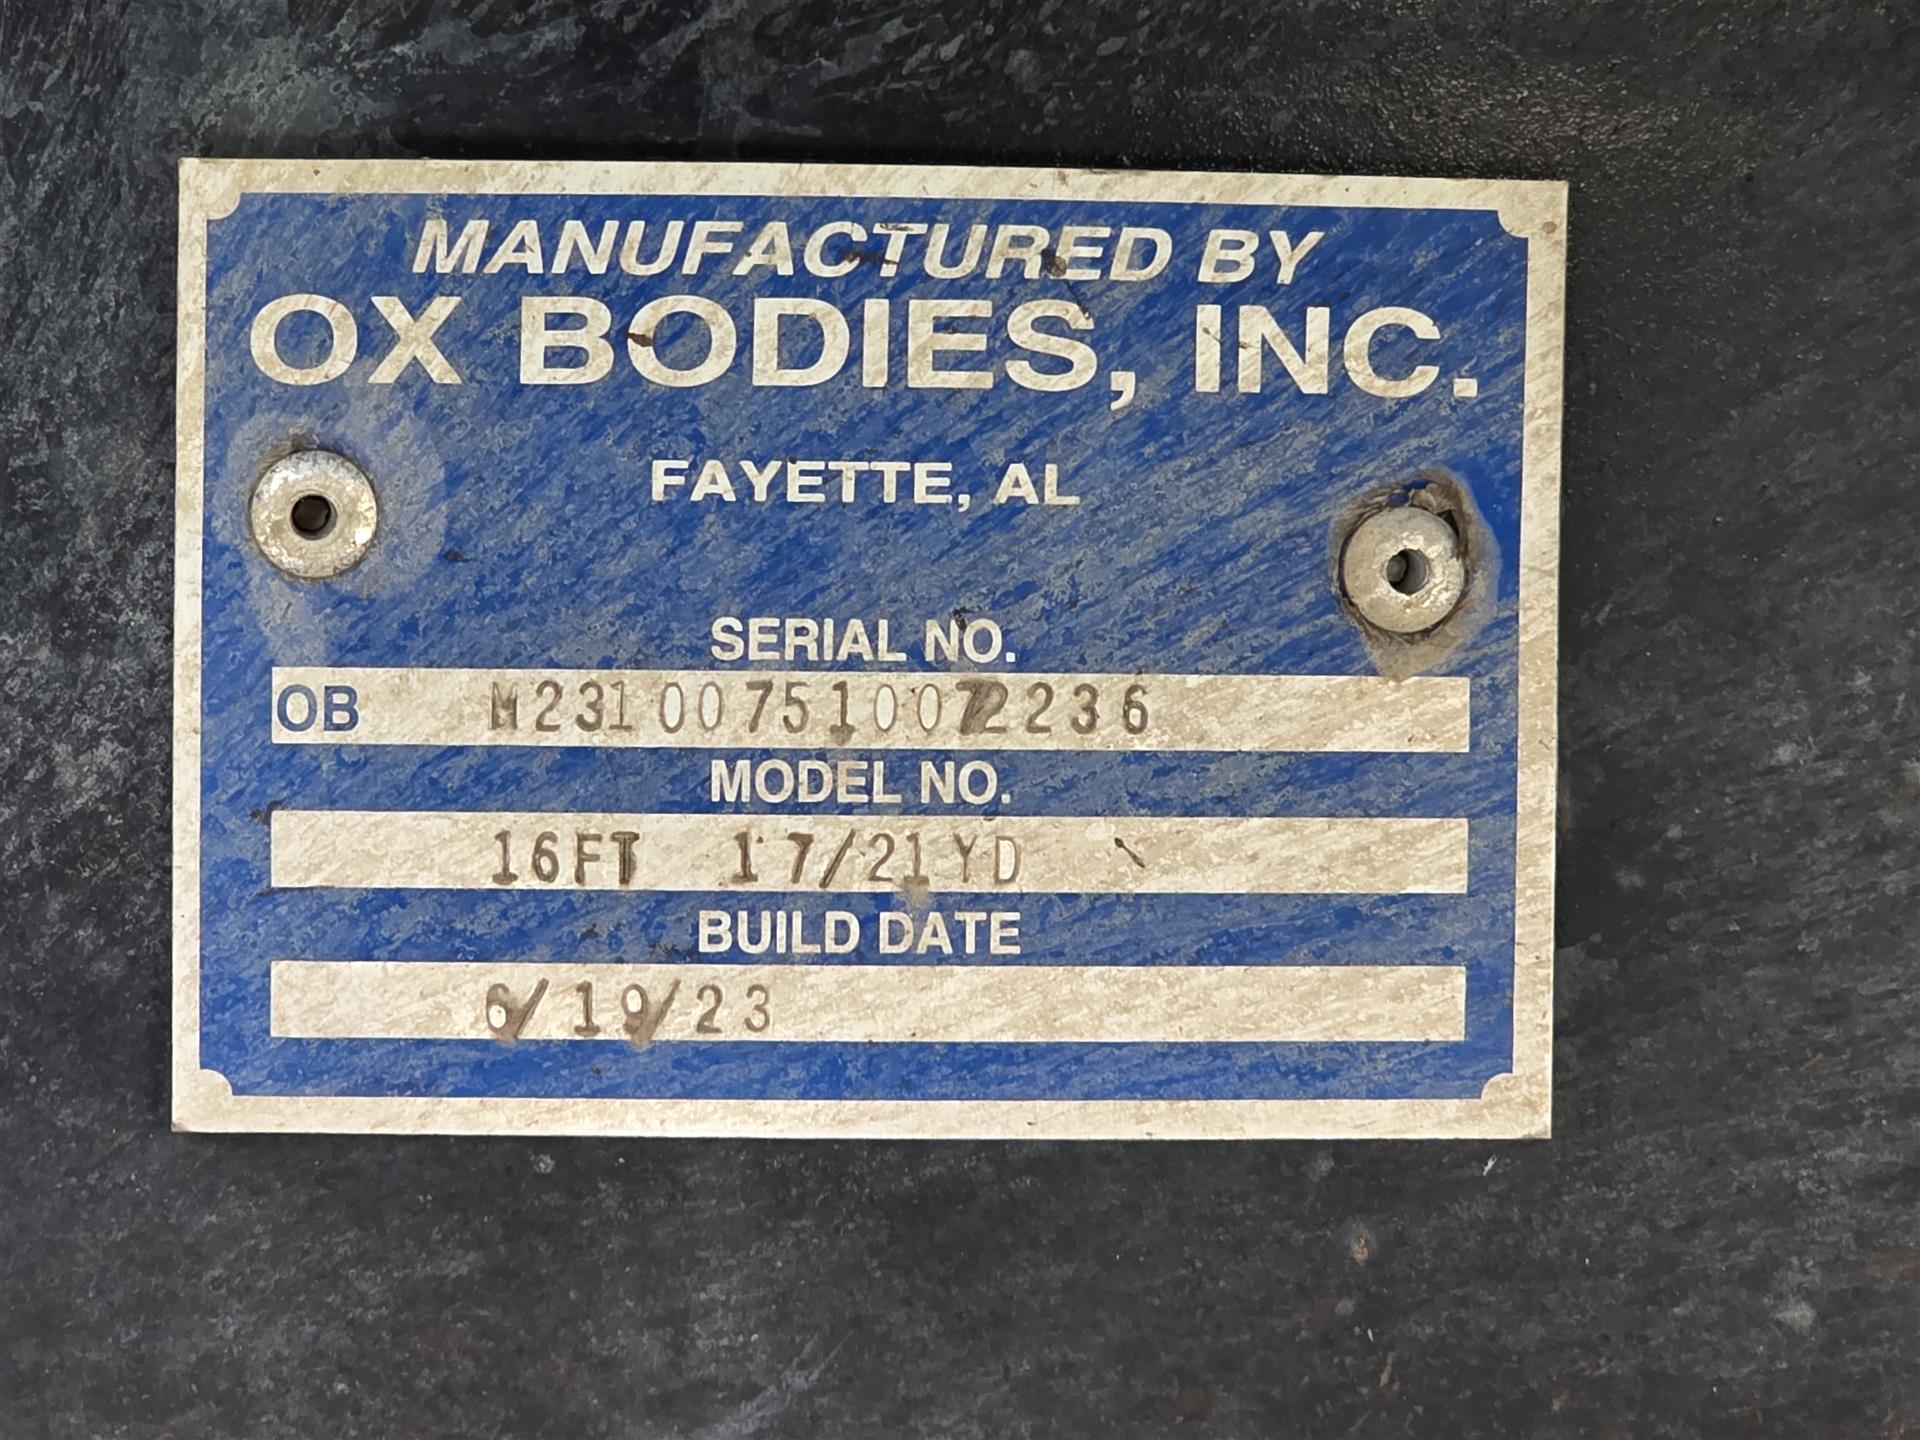 MANUFACTURED BY
OX BODIES, INC.
FAYETTE, AL
SERIAL NO.
OB M231007510072236
MODEL NO.
16FT 17/21YD
BUILD DATE
6/19/23